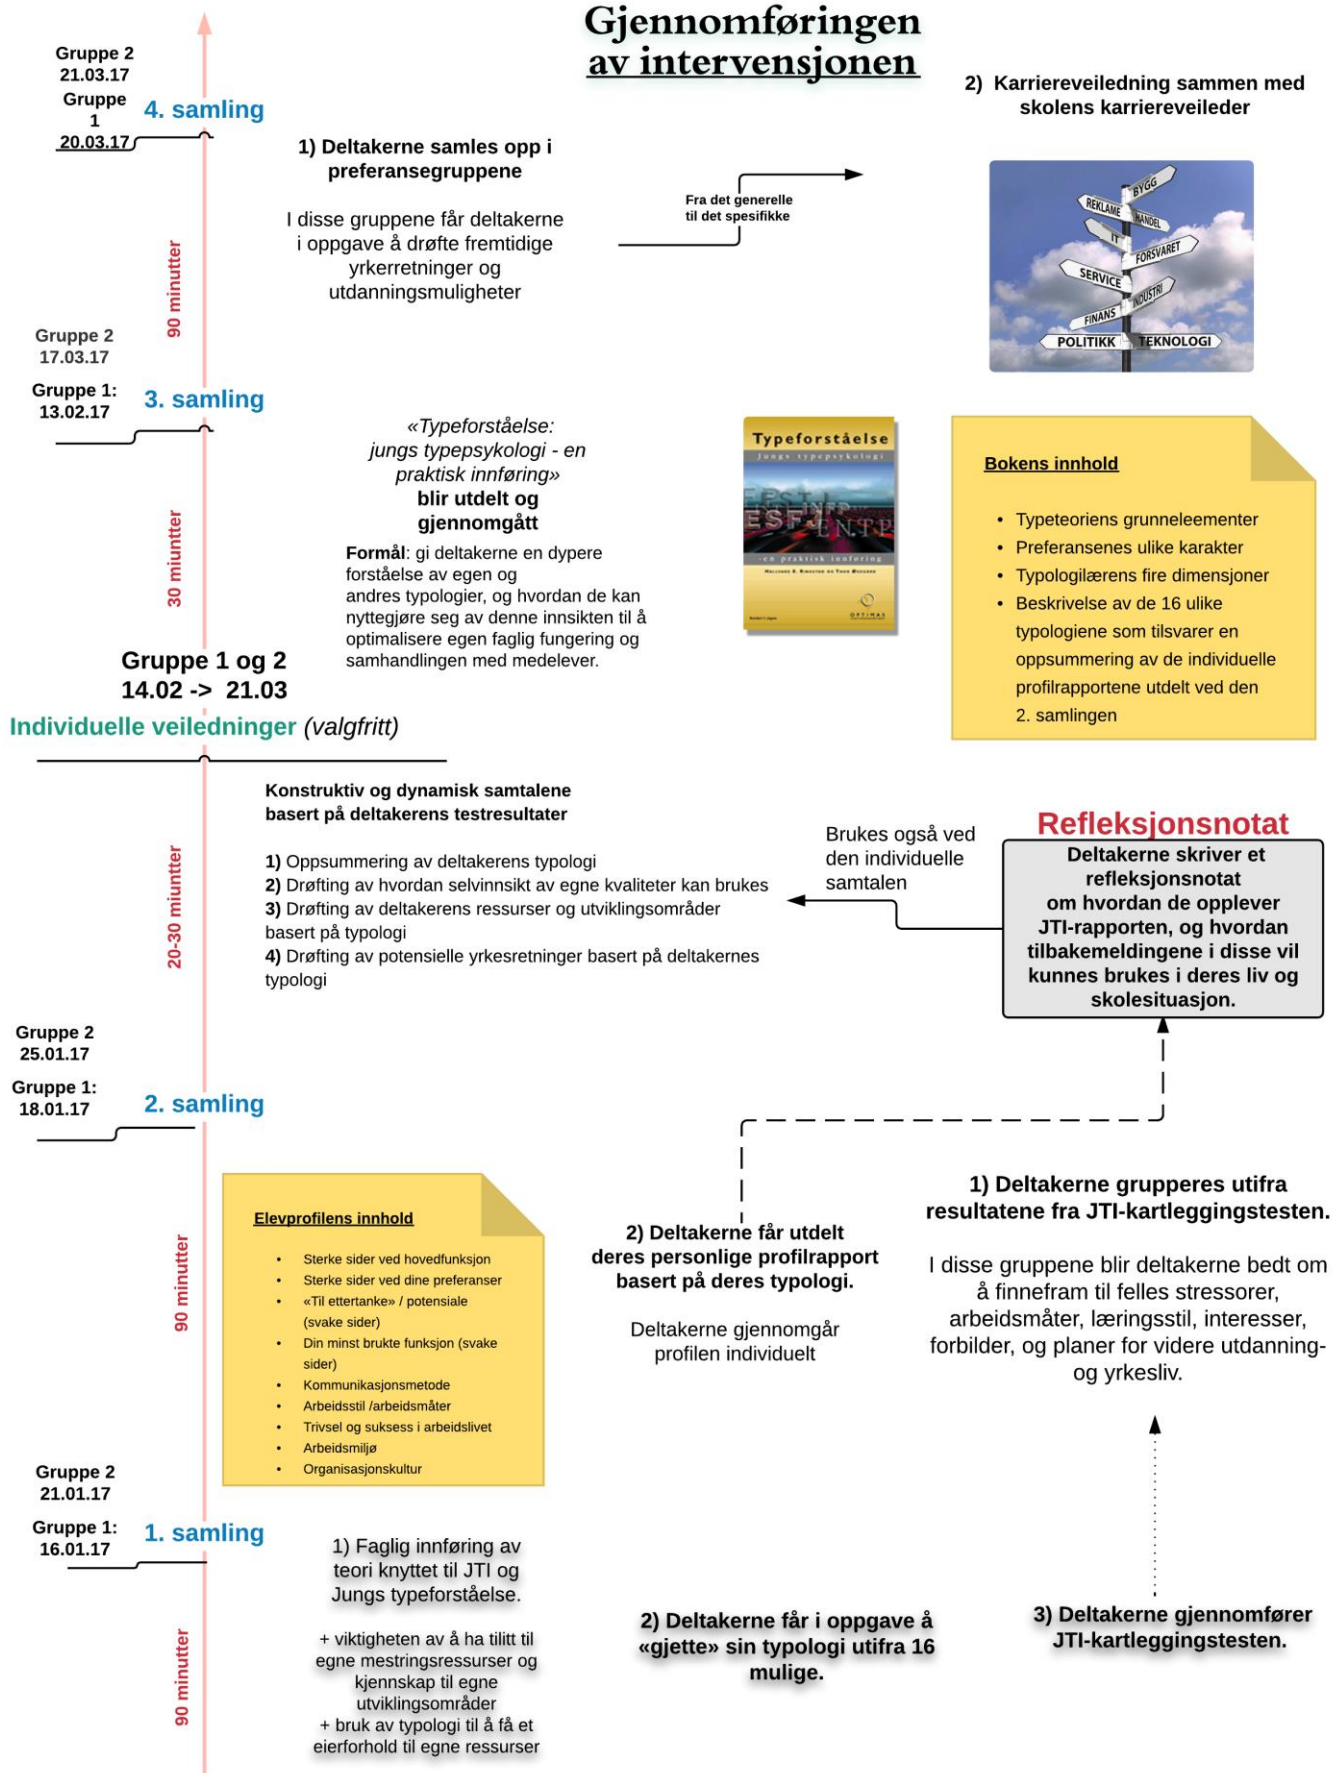 Gjennomføringen
av intervensjonen
Gruppe 2
21.03.17
Gruppe
1
20.03.17
4. samling
90 minutter
1) Deltakerne samles opp i
preferansegruppene
I disse gruppene får deltakerne
i oppgave å drøfte fremtidige
yrkerretninger og
utdanningsmuligheter
Fra det generelle
til det spesifikke
2) Karriereveiledning sammen med
skolens karriereveileder
BYGG
REKLAME
HANDEL
IT
FORSVARET
SERVICE
INDUSTRI
FINANS
POLITIKK
TEKNOLOGI
Gruppe 2
17.03.17
Gruppe 1:
13.02.17
3. samling
30 miuntter
«Typeforståelse:
jungs typepsykologi - en
praktisk innføring»
blir utdelt og
gjennomgått
Formål: gi deltakerne en dypere
forståelse av egen og
andres typologier, og hvordan de kan
nyttegjøre seg av denne innsikten til å
optimalisere egen faglig fungering og
samhandlingen med medelever.
Typeforståelse
Jungs typepsykologi
ESFJ
ENTP
-en praktisk innføring
OPTIMAS
Bokens innhold
• Typeteoriens grunneleementer
• Preferansenes ulike karakter
• Typologilærens fire dimensjoner
• Beskrivelse av de 16 ulike
typologiene som tilsvarer en
oppsummering av de individuelle
profilrapportene utdelt ved den
2. samlingen
Gruppe 1 og 2
14.02 -> 21.03
Individuelle veiledninger (valgfritt)
20-30 miuntter
Konstruktiv og dynamisk samtalene
basert på deltakerens testresultater
1) Oppsummering av deltakerens typologi
2) Drøfting av hvordan selvinnsikt av egne kvaliteter kan brukes
3) Drøfting av deltakerens ressurser og utviklingsområder
basert på typologi
4) Drøfting av potensielle yrkesretninger basert på deltakernes
typologi
Brukes også ved
den individuelle
samtalen
Refleksjonsnotat
Deltakerne skriver et
refleksjonsnotat
om hvordan de opplever
JTI-rapporten, og hvordan
tilbakemeldingene i disse vil
kunnes brukes i deres liv og
skolesituasjon.
Gruppe 2
25.01.17
Gruppe 1:
18.01.17
2. samling
90 minutter
Elevprofilens innhold
• Sterke sider ved hovedfunksjon
• Sterke sider ved dine preferanser
• «Til ettertanke» / potensiale
(svake sider)
• Din minst brukte funksjon (svake
sider)
• Kommunikasjonsmetode
• Arbeidsstil /arbeidsmåter
• Trivsel og suksess i arbeidslivet
• Arbeidsmiljø
• Organisasjonskultur
2) Deltakerne får utdelt
deres personlige profilrapport
basert på deres typologi.
Deltakerne gjennomgår
profilen individuelt
1) Deltakerne grupperes utifra
resultatene fra JTI-kartleggingstesten.
I disse gruppene blir deltakerne bedt om
å finnefram til felles stressorer,
arbeidsmåter, læringsstil, interesser,
forbilder, og planer for videre utdanning-
og yrkesliv.
Gruppe 2
21.01.17
Gruppe 1:
16.01.17
1. samling
90 minutter
1) Faglig innføring av
teori knyttet til JTI og
Jungs typeforståelse.
+ viktigheten av å ha tilitt til
egne mestringsressurser og
kjennskap til egne
utviklingsområder
+ bruk av typologi til å få et
eierforhold til egne ressurser
2) Deltakerne får i oppgave å
«gjette» sin typologi utifra 16
mulige.
3) Deltakerne gjennomfører
JTI-kartleggingstesten.